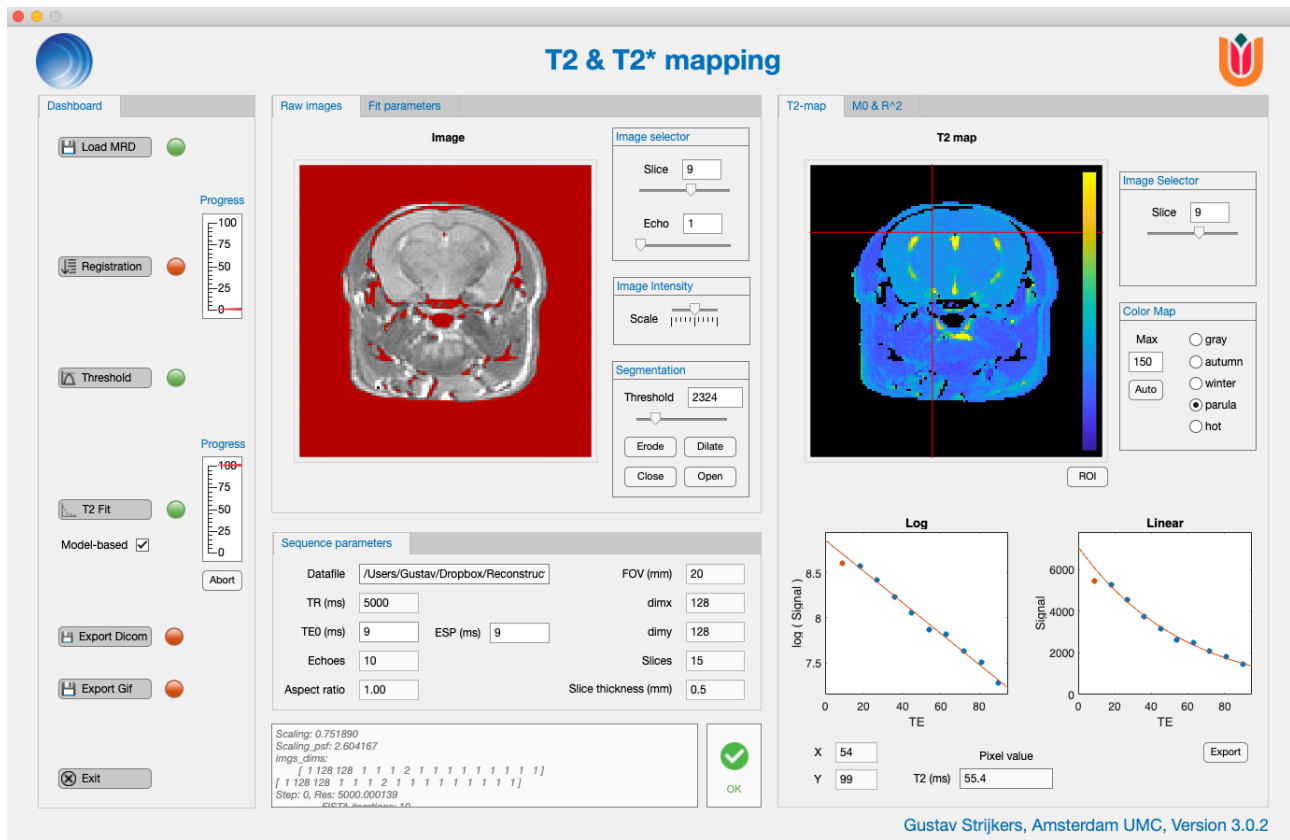 T2 & T2* mapping
Dashboard
Load MRD
Progress
100
75
50
25
0
Registration
Threshold
Progress
100
75
50
25
0
T2 Fit
Model-based
Abort
Export Dicom
Export Gif
Exit
Raw images Fit parameters
Image
Image selector
Slice 9
Echo 1
Image Intensity
Scale
Segmentation
Threshold 2324
Erode Dilate
Close Open
Sequence parameters
Datafile /Users/Gustav/Dropbox/Reconstruc
FOV (mm) 20
TR (ms) 5000
dimx 128
TE0 (ms) 9 ESP (ms) 9
dimy 128
Echoes 10
Slices 15
Aspect ratio 1.00
Slice thickness (mm) 0.5
Scaling: 0.751890
Scaling_psf: 2.604167
imgs_dims:
[ 1 128 128 1 1 1 2 1 1 1 1 1 1 1 1 1 ]
[ 1 128 128 1 1 1 2 1 1 1 1 1 1 1 1 1 ]
Step: 0, Res: 5000.000139
FISTA iterations: 10
OK
T2-map M0 & R^2
T2 map
Image Selector
Slice 9
Color Map
Max
150
Auto
gray
autumn
winter
parula
hot
ROI
Log
log ( Signal )
8.5
8
7.5
0 20 40 60 80
TE
Linear
Signal
6000
4000
2000
0
0 20 40 60 80
TE
X 54
Y 99
Pixel value
T2 (ms) 55.4
Export
Gustav Strijkers, Amsterdam UMC, Version 3.0.2